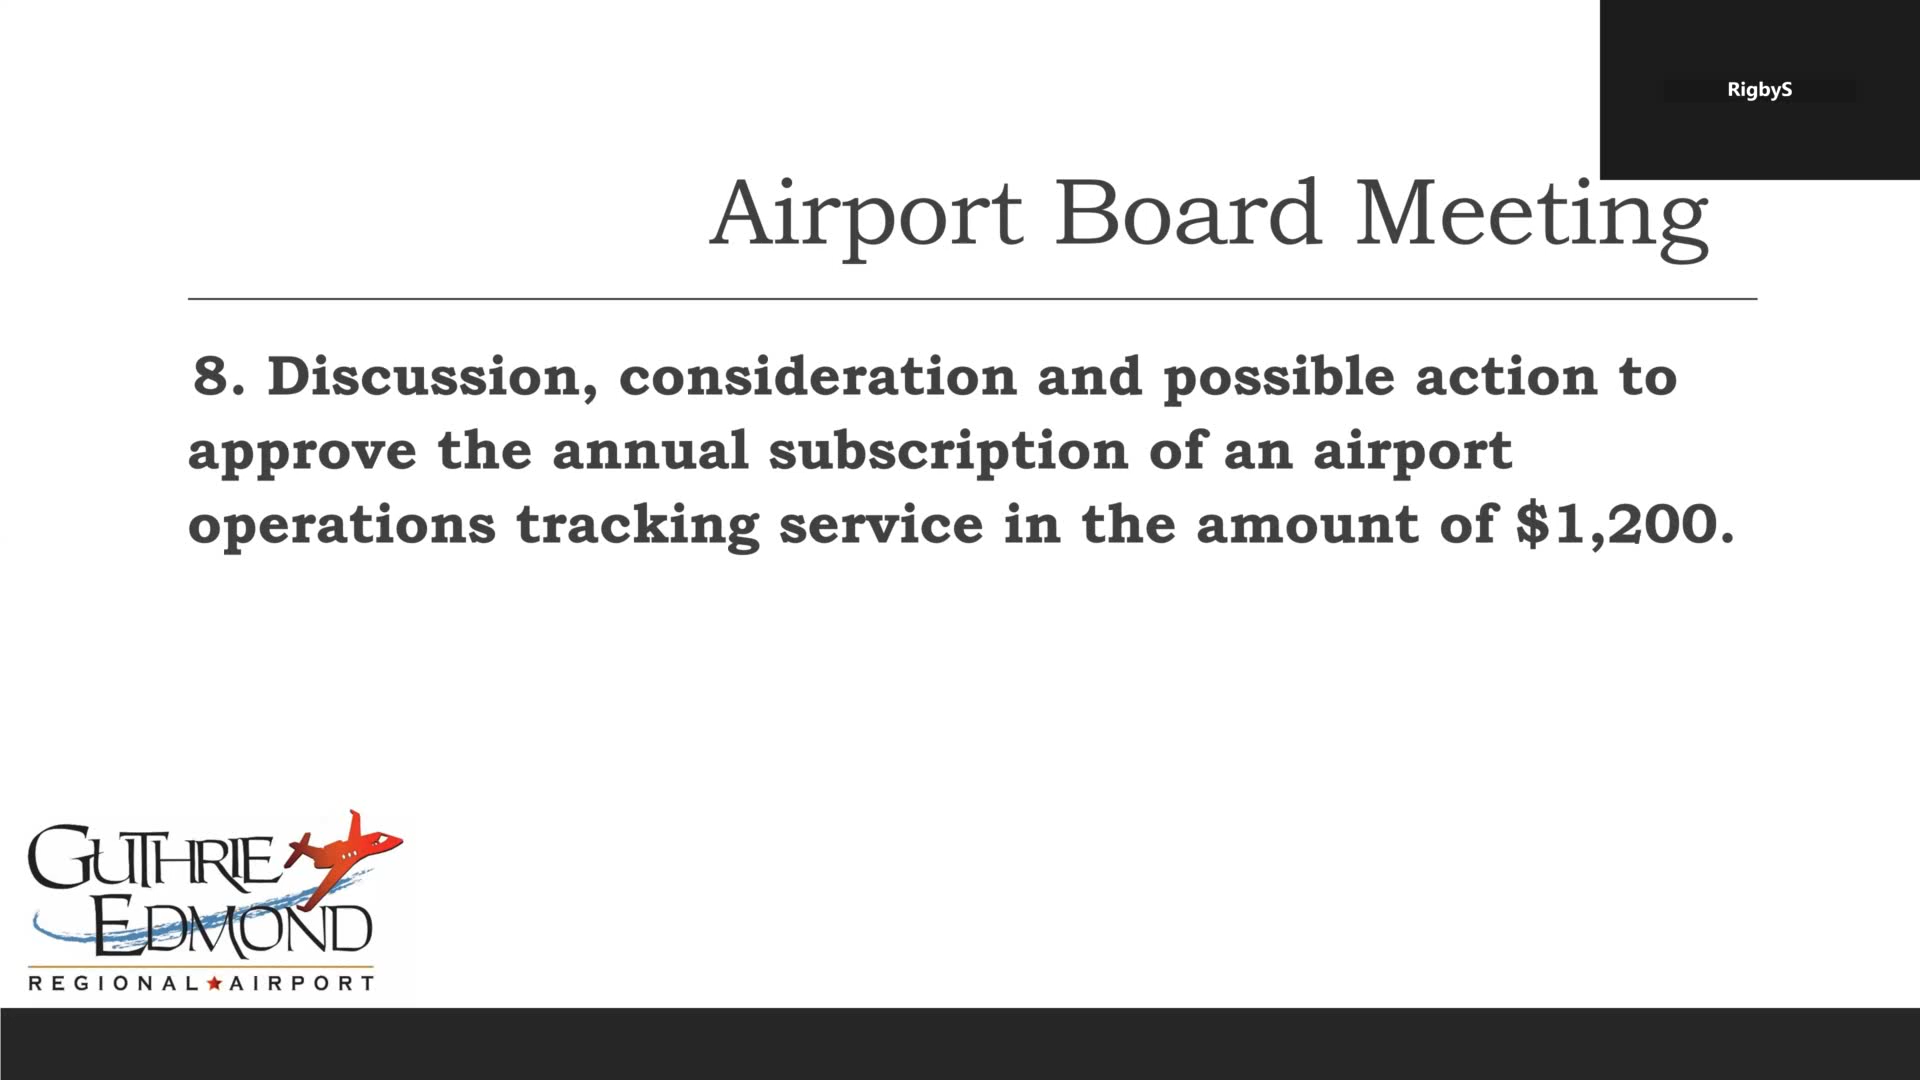 RigbyS
Airport Board Meeting
8. Discussion, consideration and possible action to
approve the annual subscription of an airport
operations tracking service in the amount of $1,200.
GUTHRIE
EDMOND
REGIONAL★AIRPORT